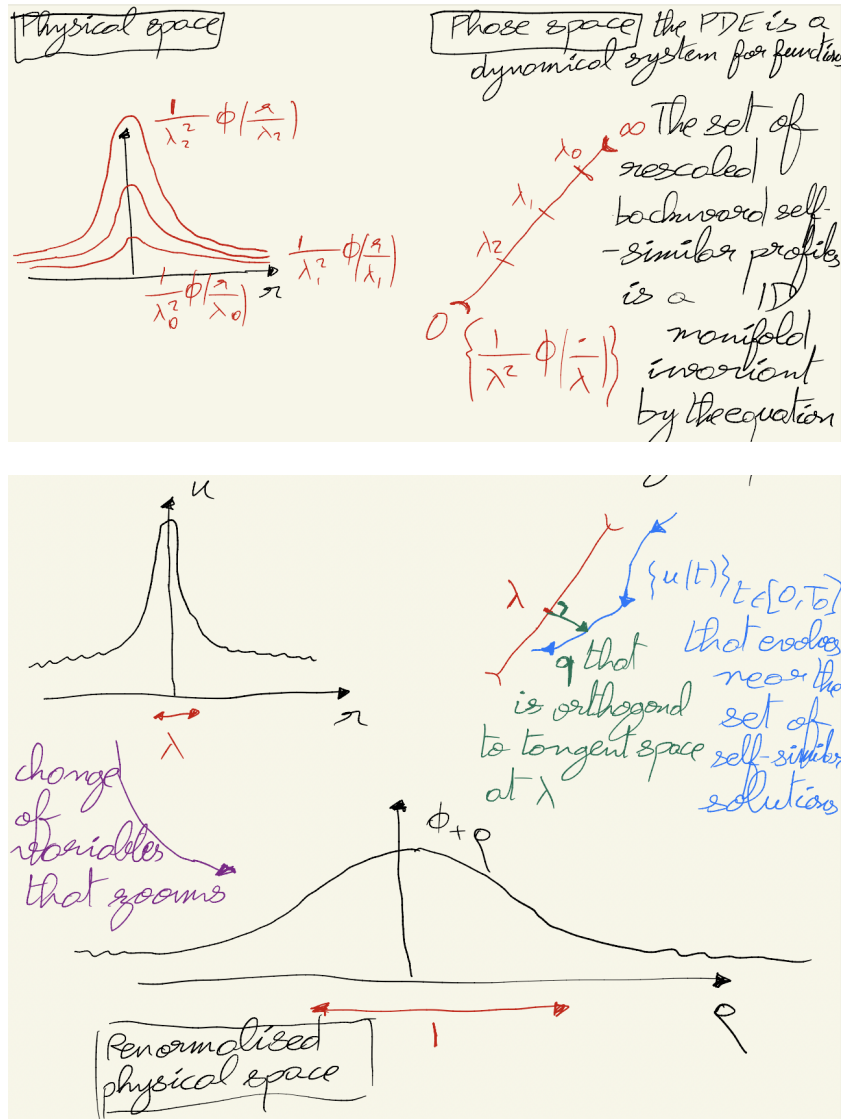 Physical space
1/λ₂² ϕ(r/λ₂)
1/λ₁² ϕ(r/λ₁)
1/λ₀² ϕ(r/λ₀)
r
Phase space the PDE is a
dynamical system for functions
∞
λ₀
λ₁
λ₂
0
{1/λ² ϕ(·/λ)}
The set of
rescaled
backward self-
-similar profiles
is a 1D
manifold
invariant
by the equation
u
r
λ
change
of
variables
that zooms
λ
{u(t)} t∈[0,T₀]
that evolves
near the
set of
self-similar
solutions
q that
is orthogonal
to tangent space
at λ
ϕ+q
ρ
1
Renormalised
physical space